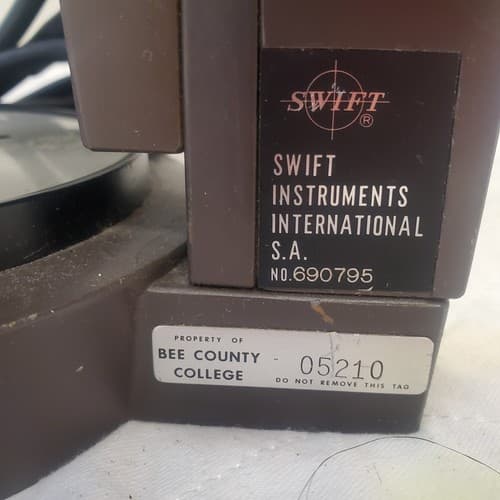 SWIFT
®
SWIFT
INSTRUMENTS
INTERNATIONAL
S.A.
NO.690795
PROPERTY OF
BEE COUNTY
COLLEGE
05210
DO NOT REMOVE THIS TAG